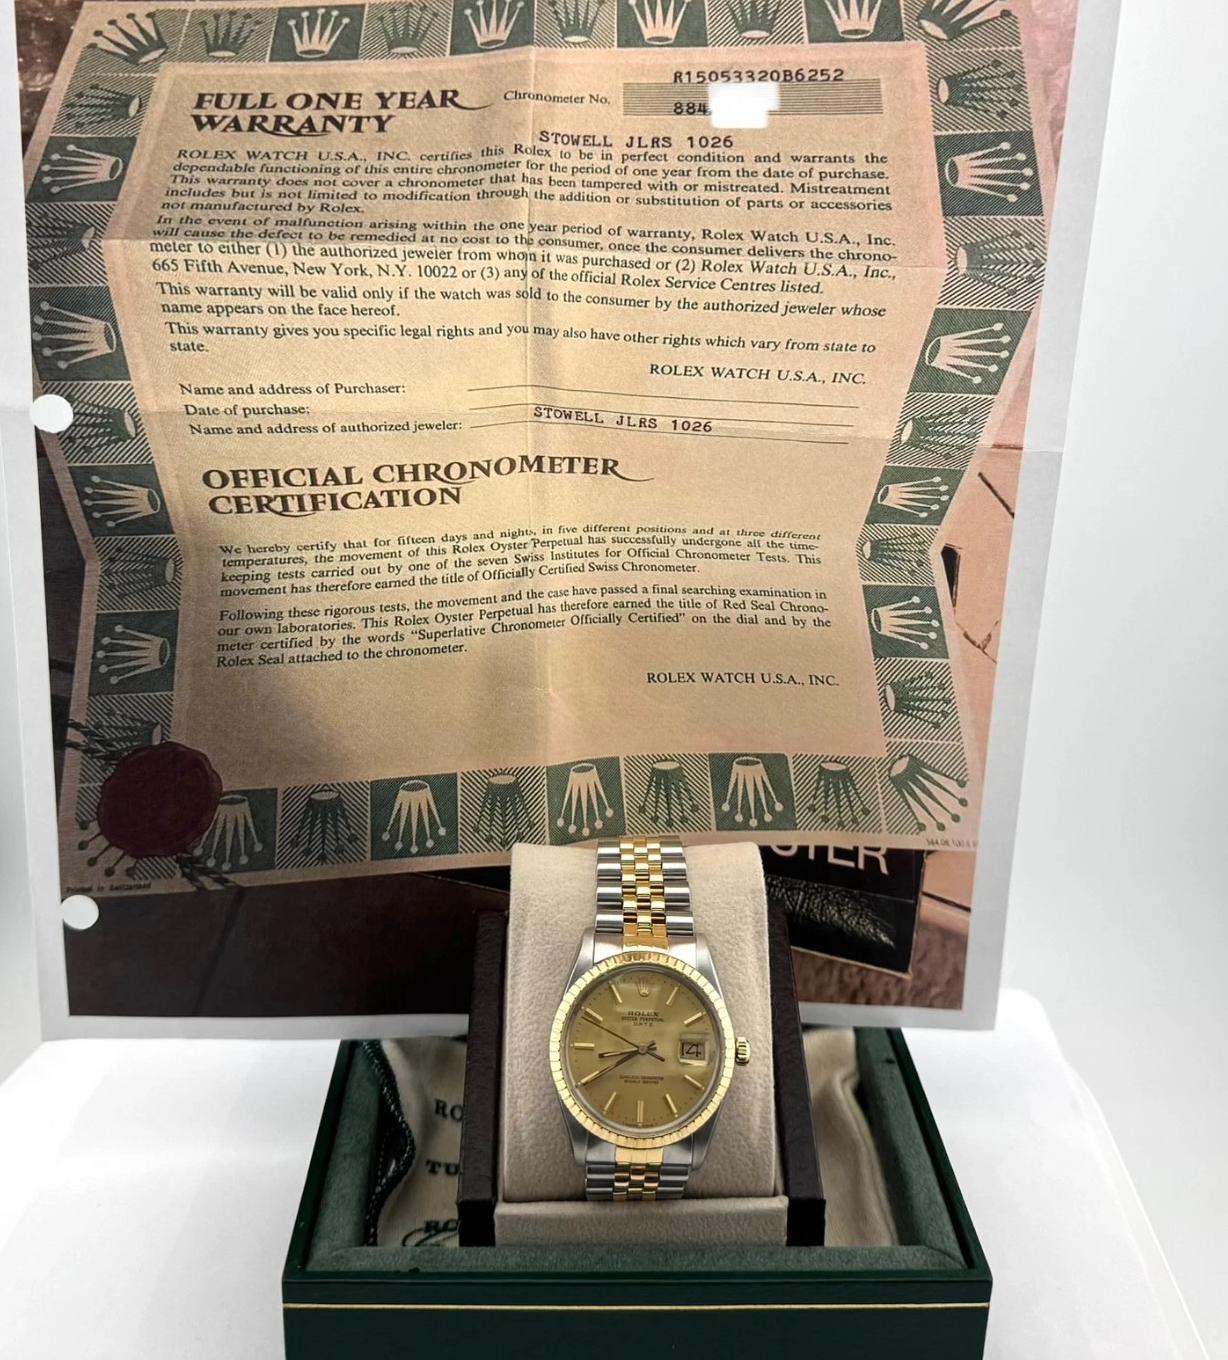 R15053320B6252
FULL ONE YEAR
WARRANTY
Chronometer No.
884
STOWELL JLRS 1026
ROLEX WATCH U.S.A., INC. certifies this Rolex to be in perfect condition and warrants the
dependable functioning of this entire chronometer for the period of one year from the date of purchase.
This warranty does not cover a chronometer that has been tampered with or mistreated. Mistreatment
includes but is not limited to modification through the addition or substitution of parts or accessories
not manufactured by Rolex.
In the event of malfunction arising within the one year period of warranty, Rolex Watch U.S.A., Inc.
will cause the defect to be remedied at no cost to the consumer, once the consumer delivers the chrono-
meter to either (1) the authorized jeweler from whom it was purchased or (2) Rolex Watch U.S.A., Inc.,
665 Fifth Avenue, New York, N.Y. 10022 or (3) any of the official Rolex Service Centres listed.
This warranty will be valid only if the watch was sold to the consumer by the authorized jeweler whose
name appears on the face hereof.
This warranty gives you specific legal rights and you may also have other rights which vary from state to
state.
ROLEX WATCH U.S.A., INC.
Name and address of Purchaser:
Date of purchase:
Name and address of authorized jeweler:
STOWELL JLRS 1026
OFFICIAL CHRONOMETER
CERTIFICATION
We hereby certify that for fifteen days and nights, in five different positions and at three different
temperatures, the movement of this Rolex Oyster Perpetual has successfully undergone all the time-
keeping tests carried out by one of the seven Swiss Institutes for Official Chronometer Tests. This
movement has therefore earned the title of Officially Certified Swiss Chronometer.
Following these rigorous tests, the movement and the case have passed a final searching examination in
our own laboratories. This Rolex Oyster Perpetual has therefore earned the title of Red Seal Chrono-
meter certified by the words "Superlative Chronometer Officially Certified" on the dial and by the
Rolex Seal attached to the chronometer.
ROLEX WATCH U.S.A., INC.
Printed in Switzerland
ROLEX
OYSTER PERPETUAL
DATE
14
RO
TU
RO